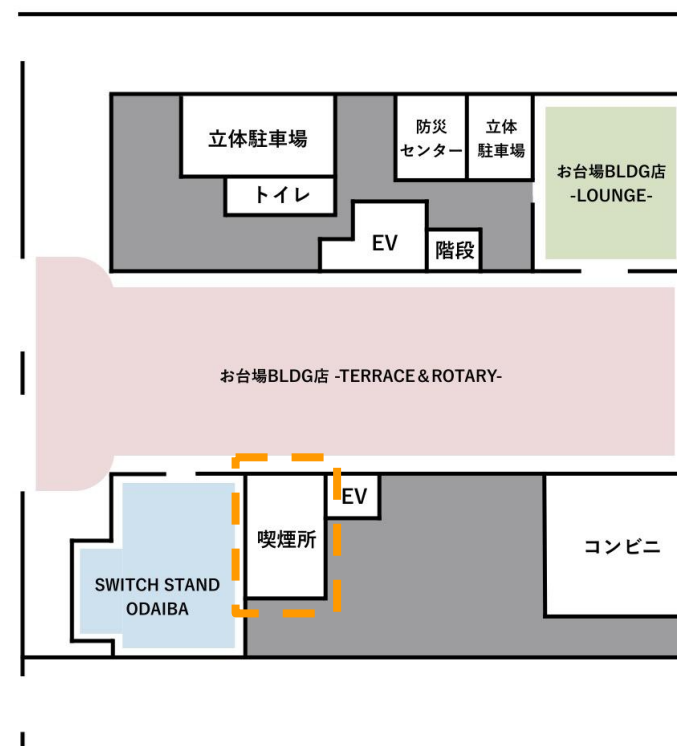 立体駐車場
防災
センター
立体
駐車場
お台場BLDG店
-LOUNGE-
トイレ
EV
階段
お台場BLDG店 -TERRACE&ROTARY-
EV
喫煙所
コンビニ
SWITCH STAND
ODAIBA